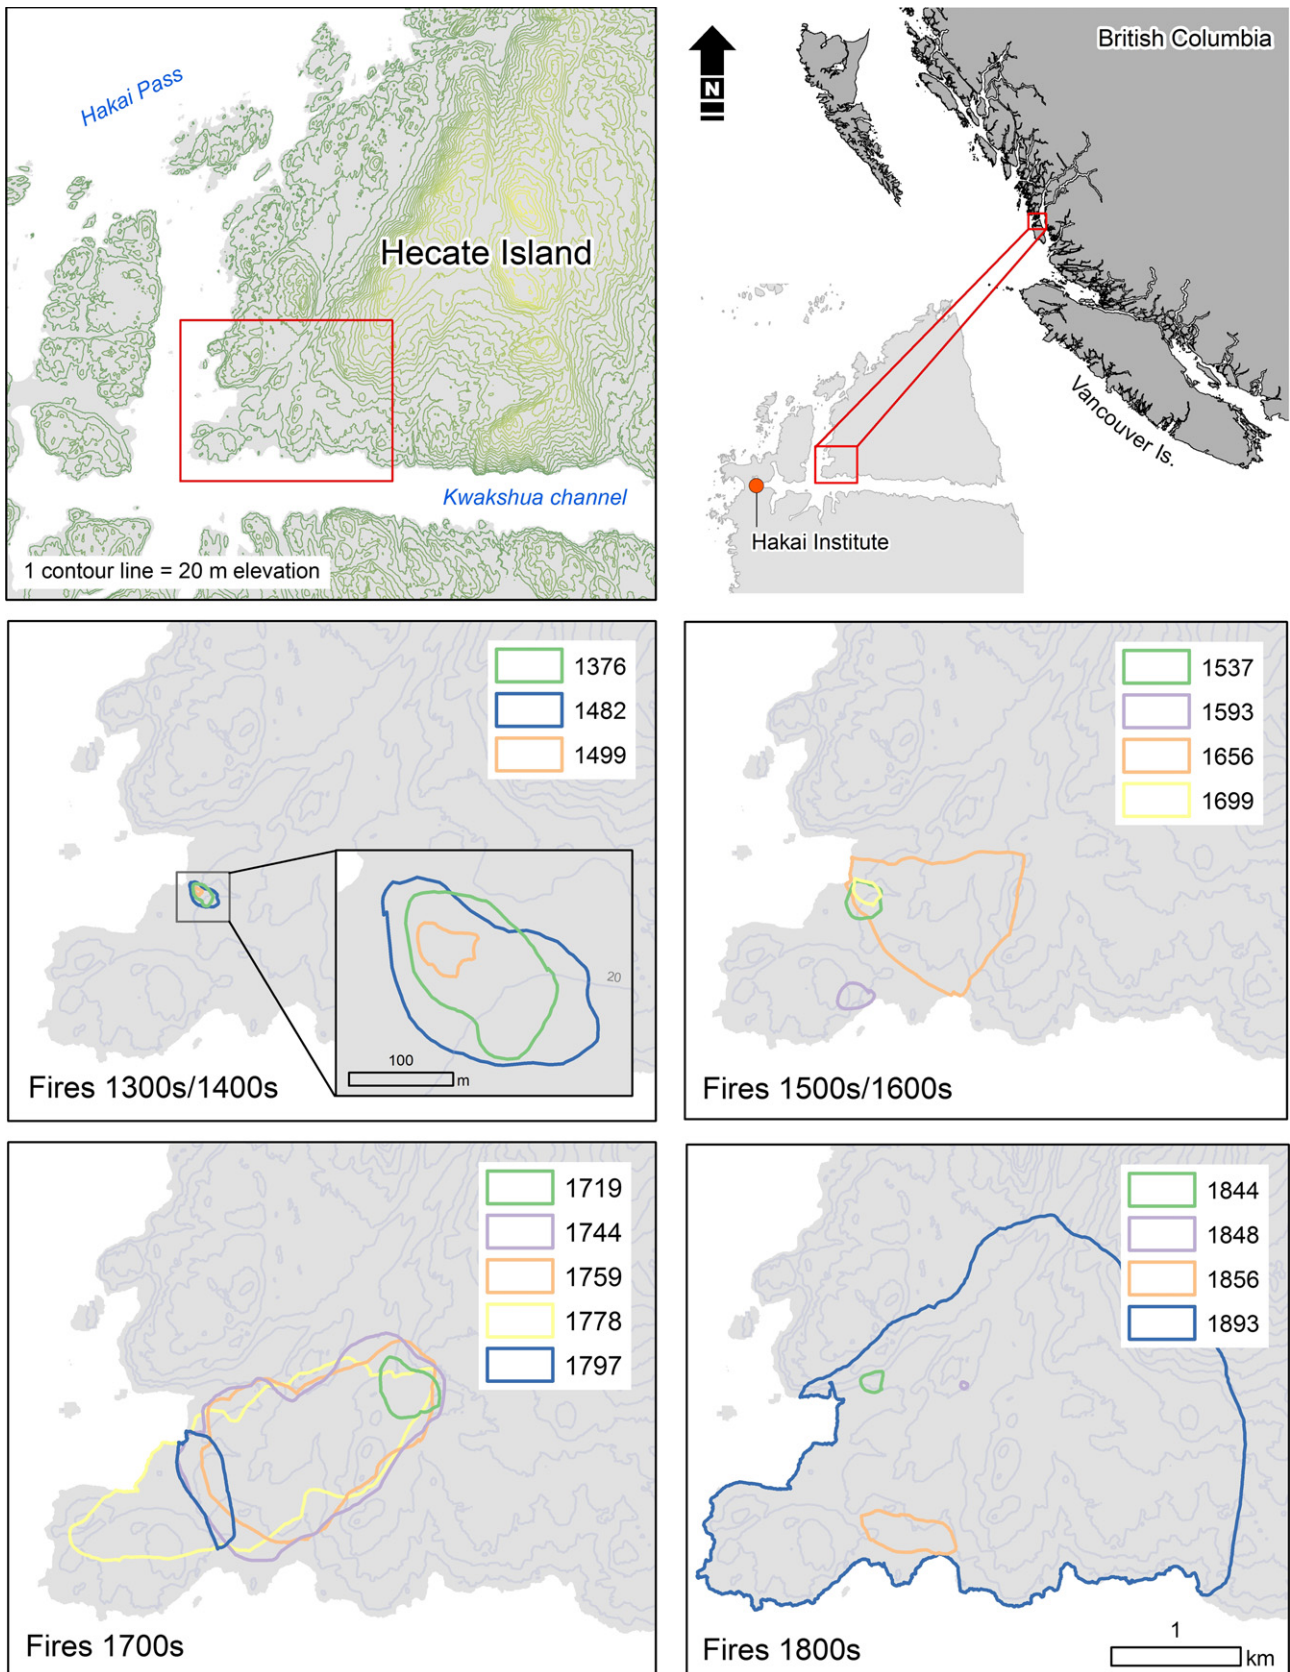 Hakai Pass
Hecate Island
Kwakshua channel
1 contour line = 20 m elevation
N
British Columbia
Vancouver Is.
Hakai Institute
1376
1482
1499
20
100
m
Fires 1300s/1400s
1537
1593
1656
1699
Fires 1500s/1600s
1719
1744
1759
1778
1797
Fires 1700s
1844
1848
1856
1893
1
km
Fires 1800s